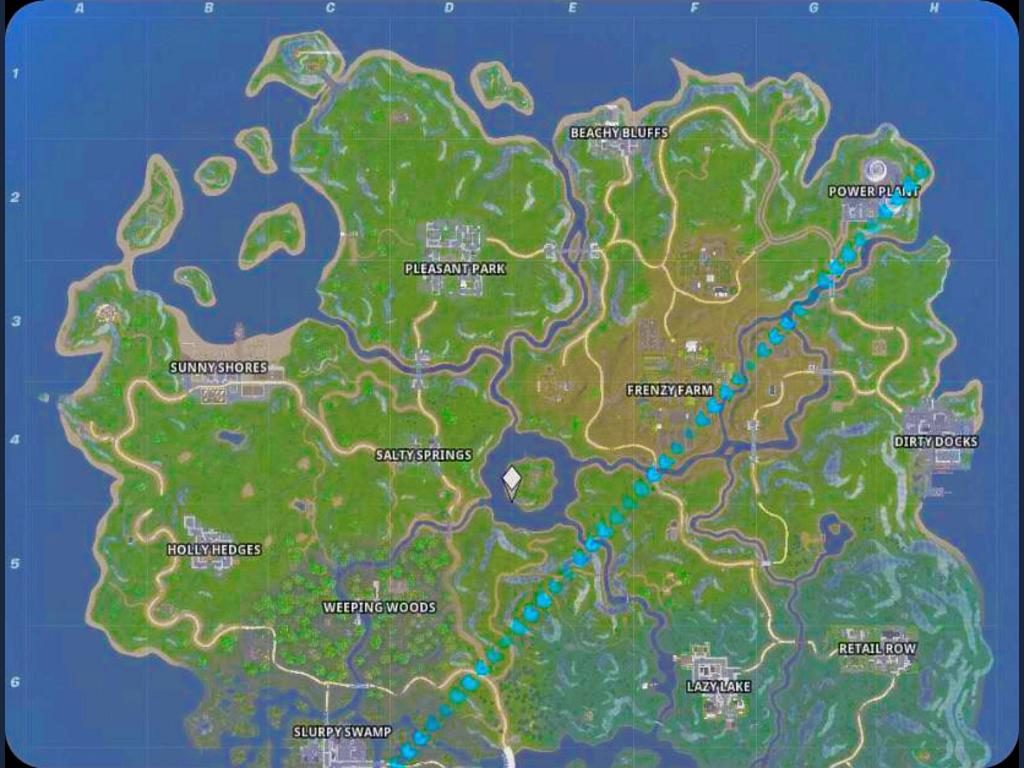 A B C D E F G H
1
BEACHY BLUFFS
2
POWER PLANT
PLEASANT PARK
3
SUNNY SHORES
FRENZY FARM
4
DIRTY DOCKS
SALTY SPRINGS
HOLLY HEDGES
5
WEEPING WOODS
RETAIL ROW
6
LAZY LAKE
SLURPY SWAMP